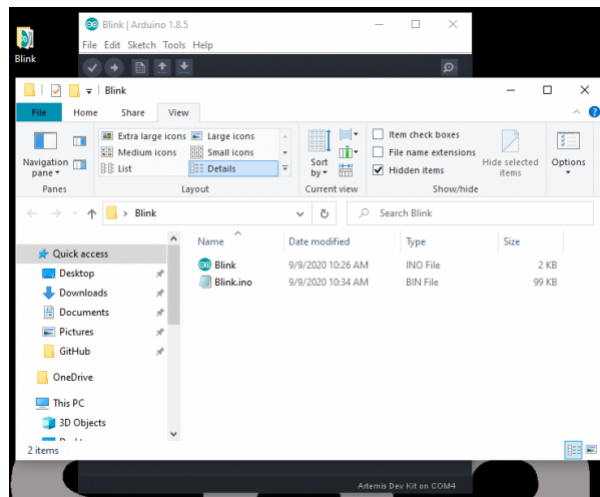 Blink | Arduino 1.8.5
File Edit Sketch Tools Help
Blink
Blink
File Home Share View
Navigation pane
Extra large icons Large icons
Medium icons Small icons
List Details
Sort by
Item check boxes
File name extensions
Hidden items
Hide selected items
Options
Panes Layout Current view Show/hide
Blink
Search Blink
Quick access
Desktop
Downloads
Documents
Pictures
GitHub
OneDrive
This PC
3D Objects
Name Date modified Type Size
Blink 9/9/2020 10:26 AM INO File 2 KB
Blink.ino 9/9/2020 10:34 AM BIN File 99 KB
2 items
Artemis Dev Kit on COM4